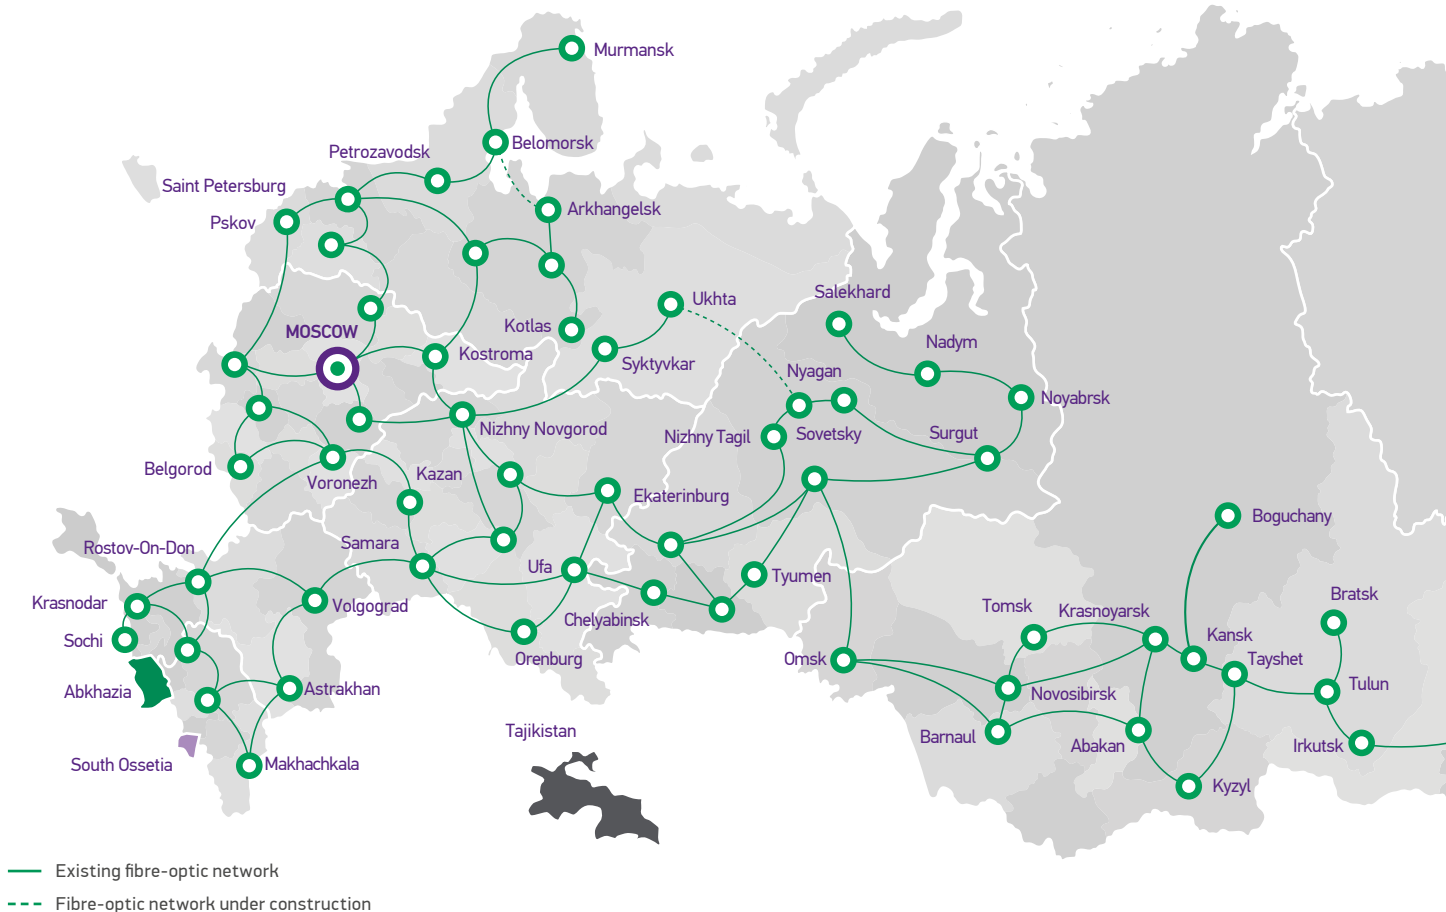 Murmansk
Belomorsk
Petrozavodsk
Saint Petersburg
Arkhangelsk
Pskov
Ukhta
Salekhard
MOSCOW
Kotlas
Kostroma
Syktyvkar
Nadym
Nyagan
Noyabrsk
Nizhny Novgorod
Nizhny Tagil
Sovetsky
Surgut
Belgorod
Voronezh
Kazan
Ekaterinburg
Boguchany
Rostov-On-Don
Samara
Ufa
Tyumen
Krasnodar
Volgograd
Chelyabinsk
Tomsk
Krasnoyarsk
Bratsk
Sochi
Orenburg
Omsk
Kansk
Tayshet
Abkhazia
Astrakhan
Novosibirsk
Tulun
Tajikistan
Barnaul
Abakan
Irkutsk
South Ossetia
Makhachkala
Kyzyl
Existing fibre-optic network
Fibre-optic network under construction